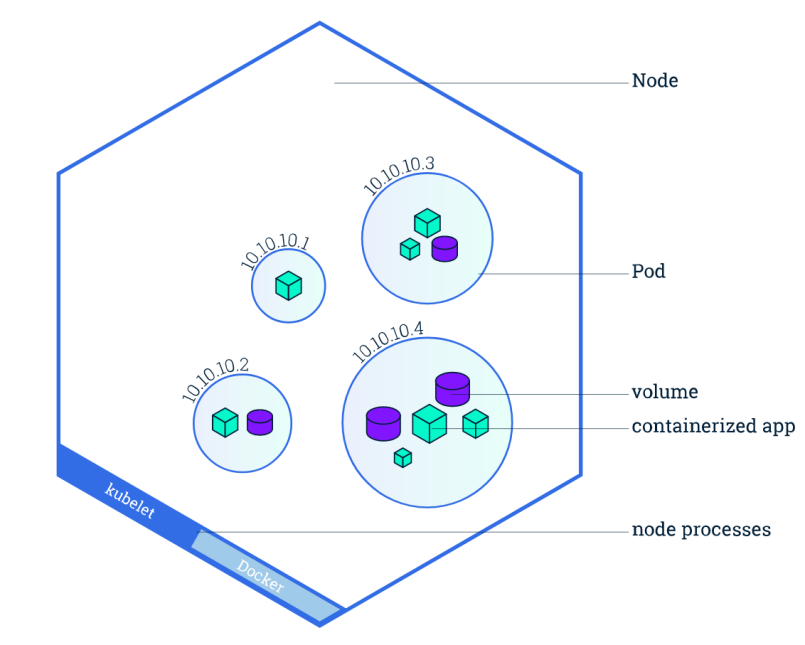 Node
10.10.10.3
10.10.10.1
Pod
10.10.10.4
10.10.10.2
volume
containerized app
kubelet
node processes
Docker